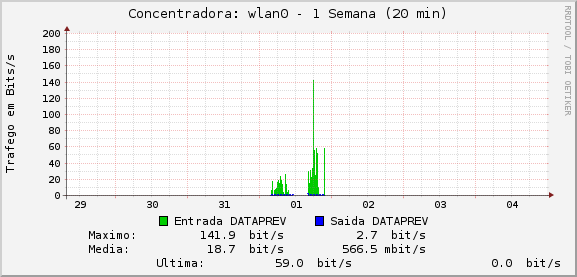 Concentradora: wlan0 - 1 Semana (20 min)
RRDTOOL / TOBI OETIKER
Trafego em Bits/s
200
180
160
140
120
100
80
60
40
20
0
29 30 31 01 02 03 04
Entrada DATAPREV Saida DATAPREV
Maximo: 141.9 bit/s 2.7 bit/s
Media: 18.7 bit/s 566.5 mbit/s
Ultima: 59.0 bit/s 0.0 bit/s